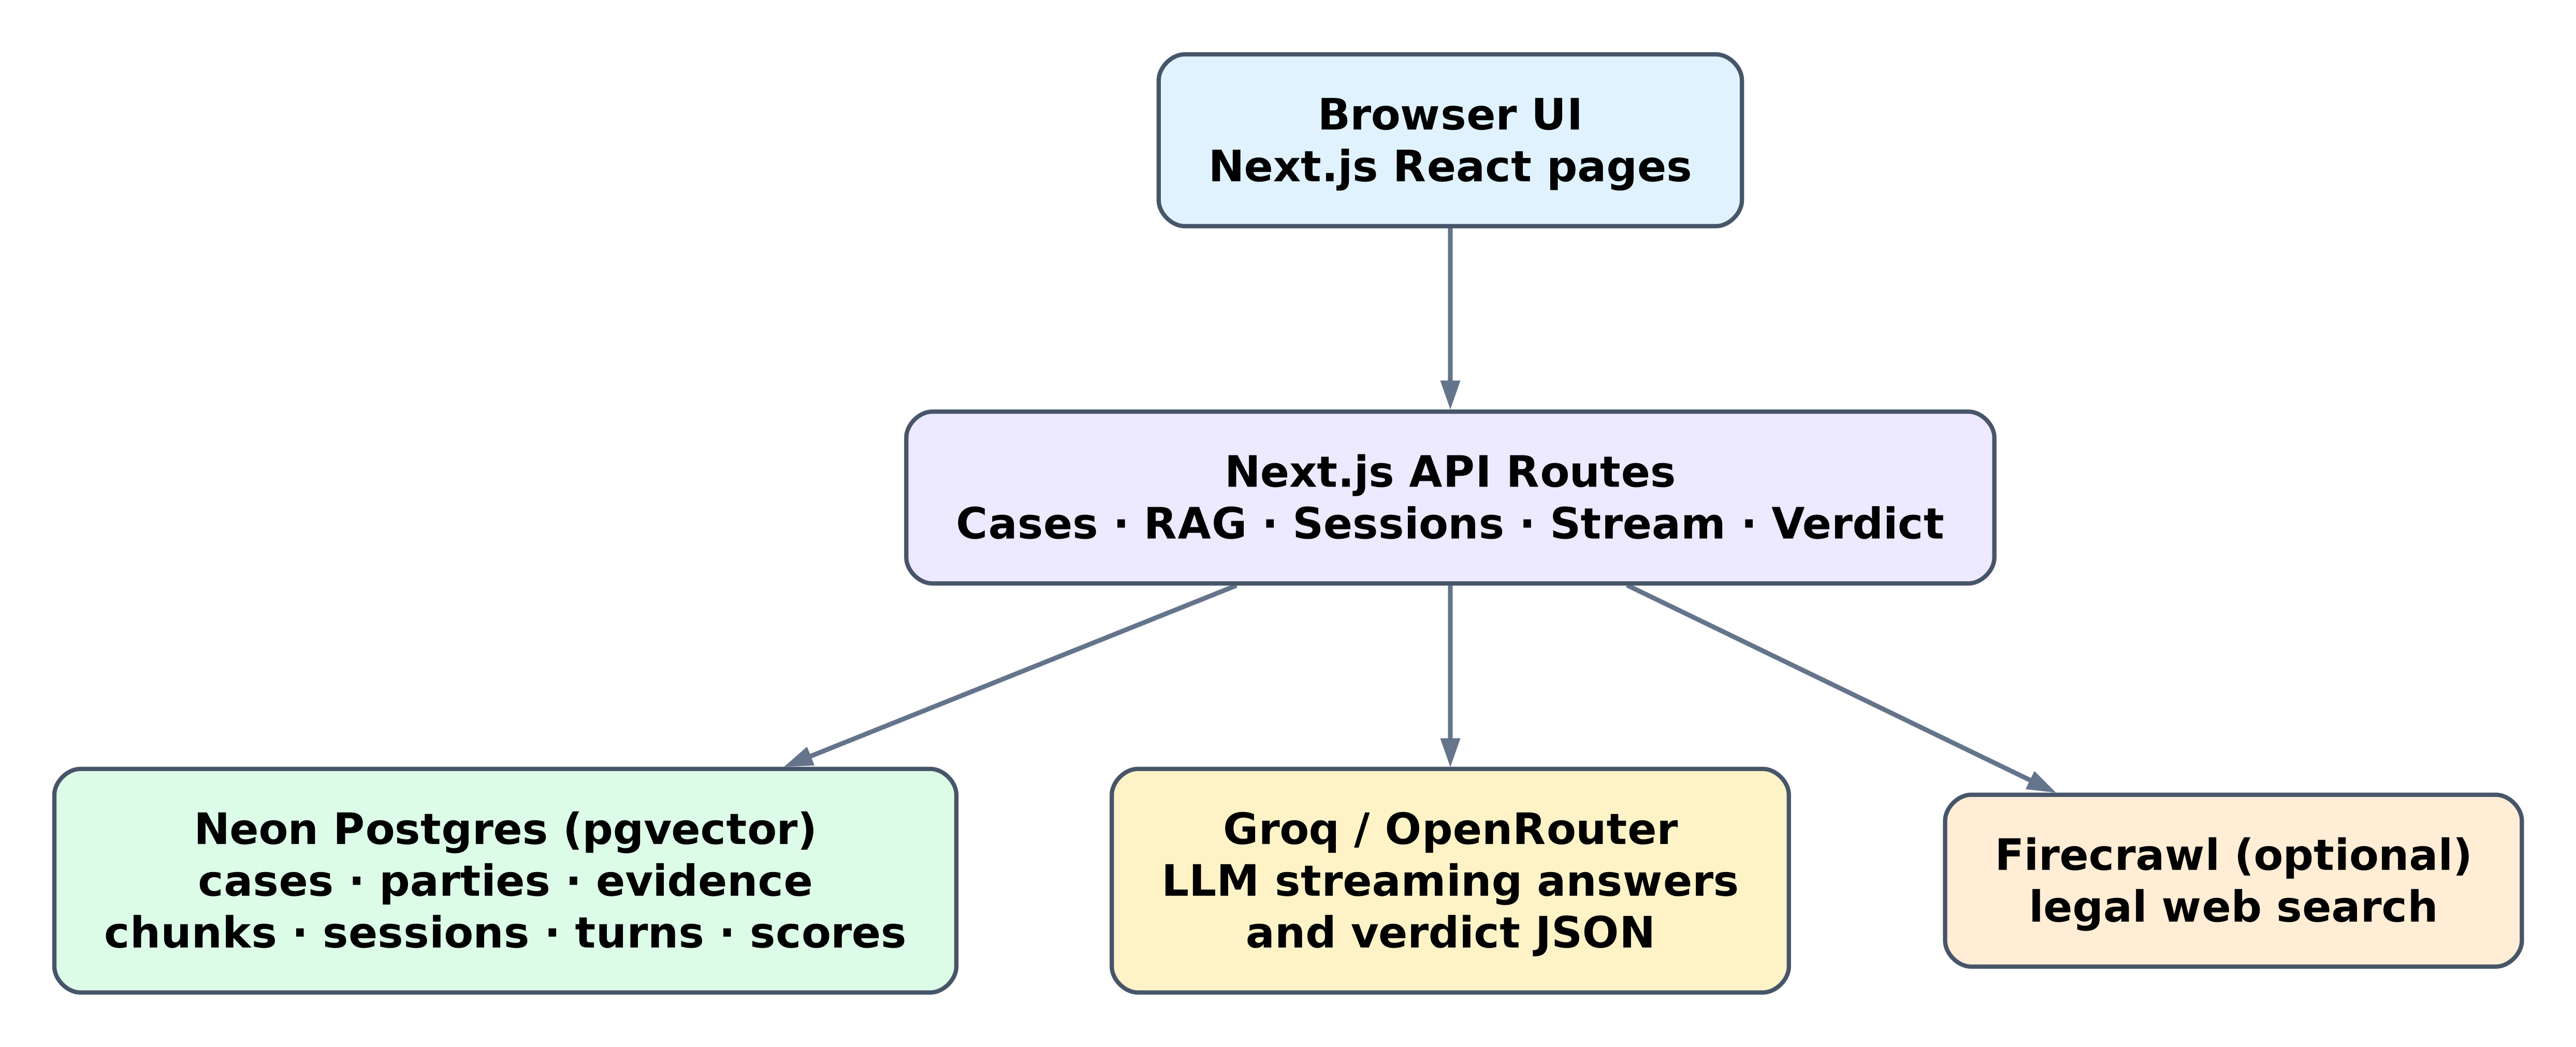 Browser UI
Next.js React pages
Next.js API Routes
Cases · RAG · Sessions · Stream · Verdict
Neon Postgres (pgvector)
cases · parties · evidence
chunks · sessions · turns · scores
Groq / OpenRouter
LLM streaming answers
and verdict JSON
Firecrawl (optional)
legal web search